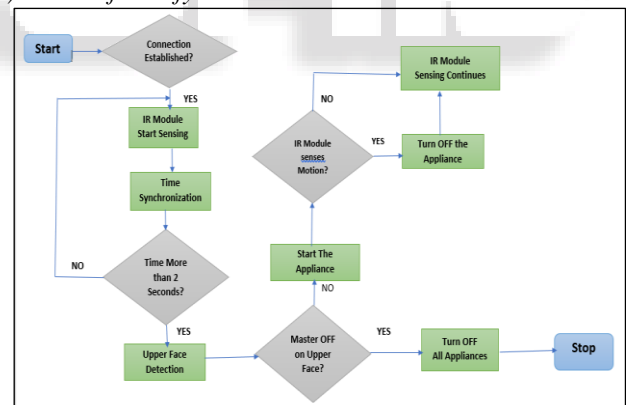 Start
Connection
Established?
YES
IR Module
Start Sensing
Time
Synchronization
NO
Time More
than 2
Seconds?
YES
Upper Face
Detection
Master OFF
on Upper
Face?
NO
Start The
Appliance
IR Module
senses
Motion?
NO
YES
Turn OFF the
Appliance
IR Module
Sensing Continues
YES
Turn OFF
All Appliances
Stop